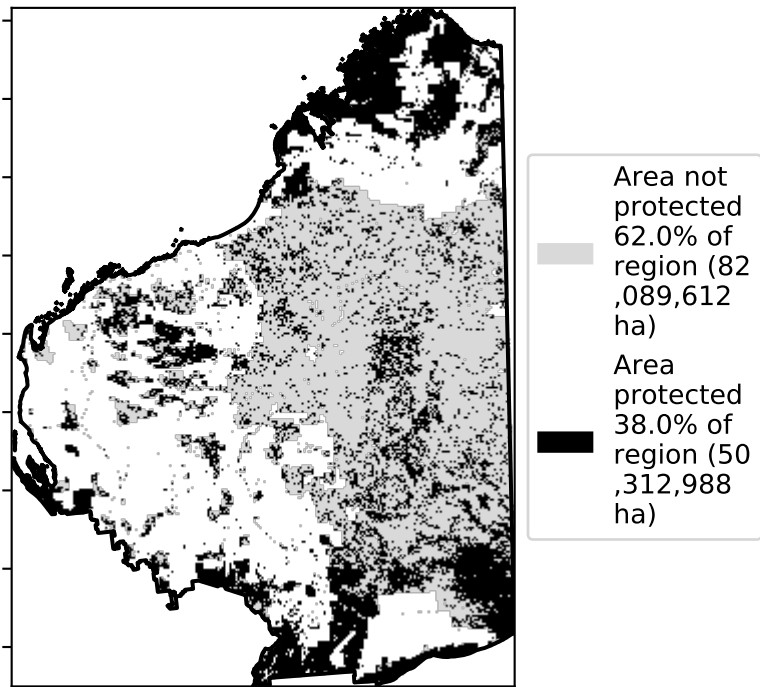 Area not
protected
62.0% of
region (82
,089,612
ha)
Area
protected
38.0% of
region (50
,312,988
ha)